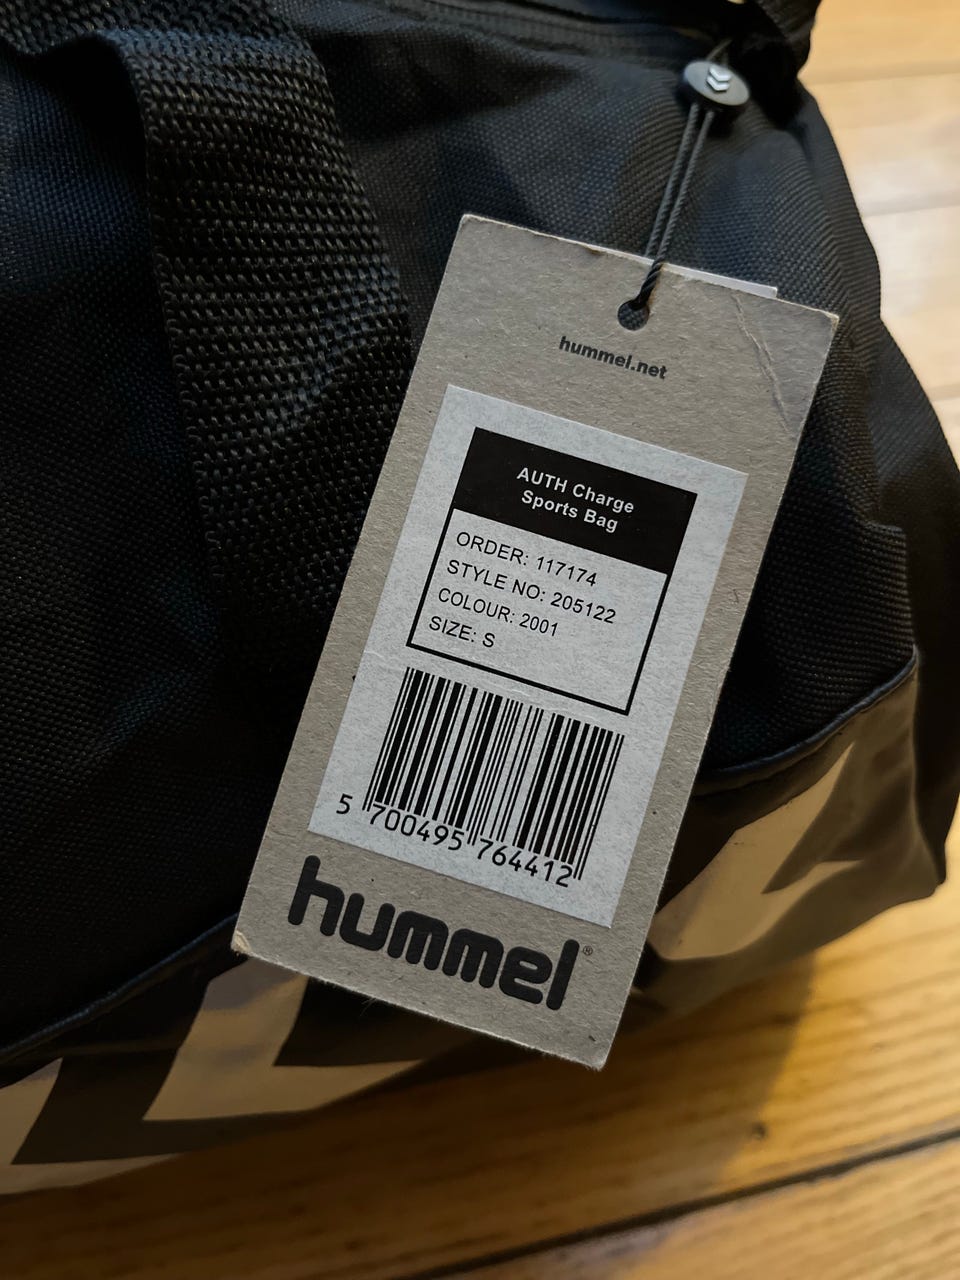 hummel.net
AUTH Charge
Sports Bag
ORDER: 117174
STYLE NO: 205122
COLOUR: 2001
SIZE: S
5 700495 764412
hummel®